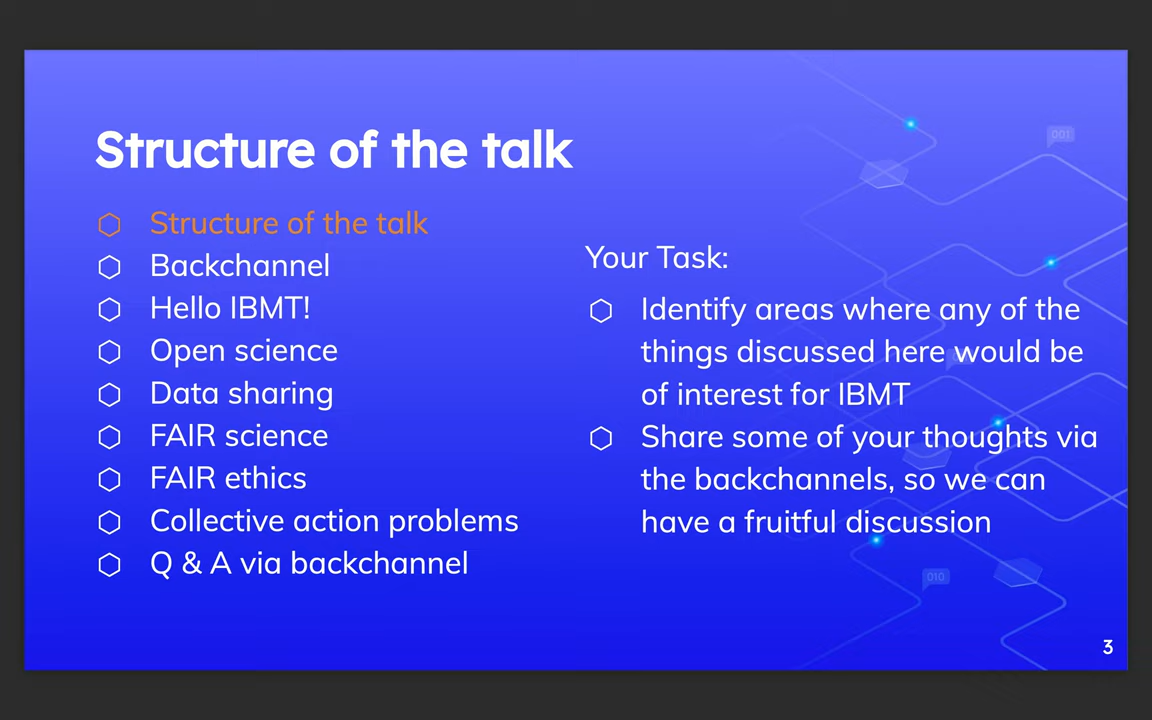 Structure of the talk
Structure of the talk
Backchannel
Hello IBMT!
Open science
Data sharing
FAIR science
FAIR ethics
Collective action problems
Q & A via backchannel
Your Task:
Identify areas where any of the
things discussed here would be
of interest for IBMT
Share some of your thoughts via
the backchannels, so we can
have a fruitful discussion
001
010
3